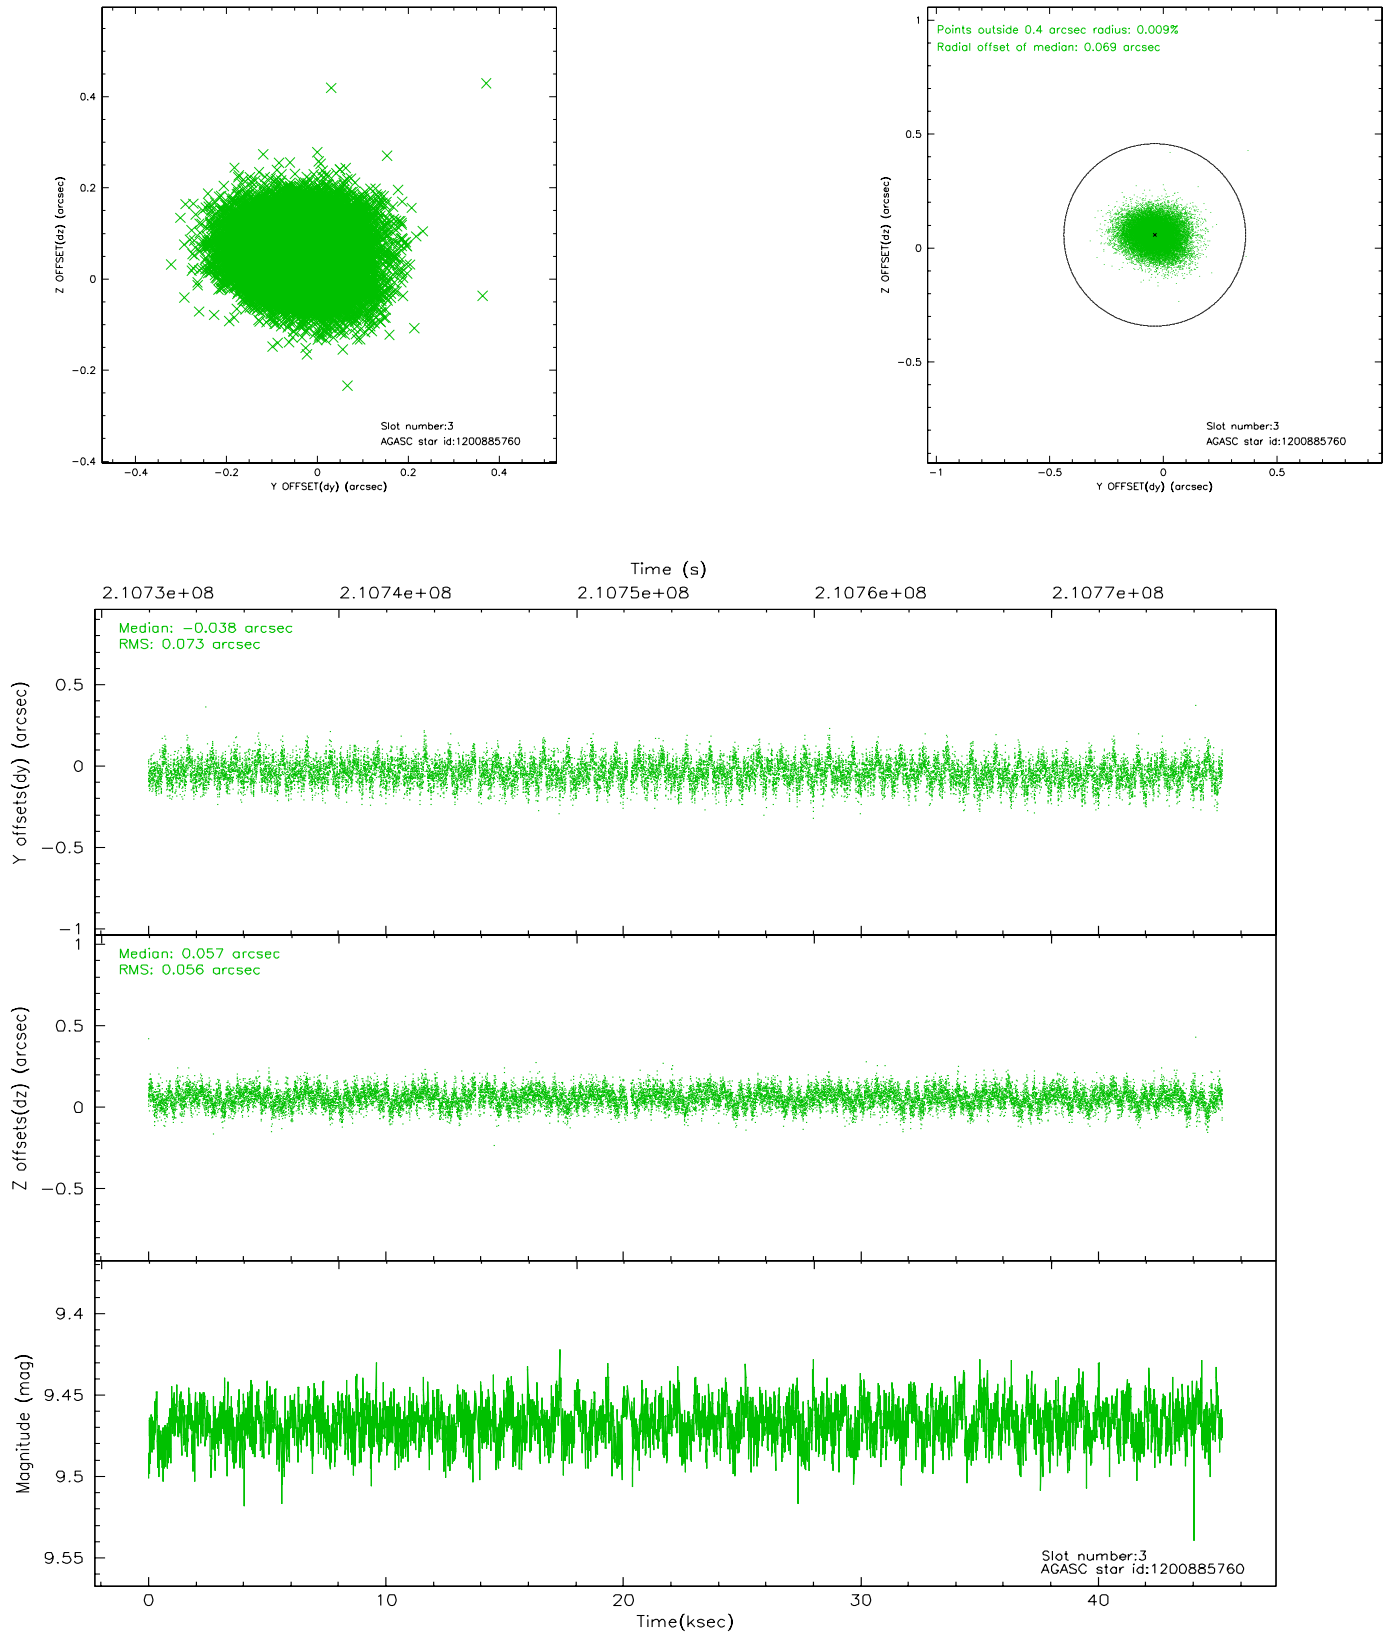 0.4
0.2
0
-0.2
-0.4
Z OFFSET(dz) (arcsec)
Slot number:3
AGASC star id:1200885760
-0.4 -0.2 0 0.2 0.4
Y OFFSET(dy) (arcsec)
Points outside 0.4 arcsec radius: 0.009%
Radial offset of median: 0.069 arcsec
1
0.5
0
-0.5
Z OFFSET(dz) (arcsec)
Slot number:3
AGASC star id:1200885760
-1 -0.5 0 0.5
Y OFFSET(dy) (arcsec)
Time (s)
2.1073e+08 2.1074e+08 2.1075e+08 2.1076e+08 2.1077e+08
Median: -0.038 arcsec
RMS: 0.073 arcsec
0.5
0
-0.5
-1
Y offsets(dy) (arcsec)
Median: 0.057 arcsec
RMS: 0.056 arcsec
1
0.5
0
-0.5
Z offsets(dz) (arcsec)
9.4
9.45
9.5
9.55
Magnitude (mag)
Slot number:3
AGASC star id:1200885760
0 10 20 30 40
Time(ksec)